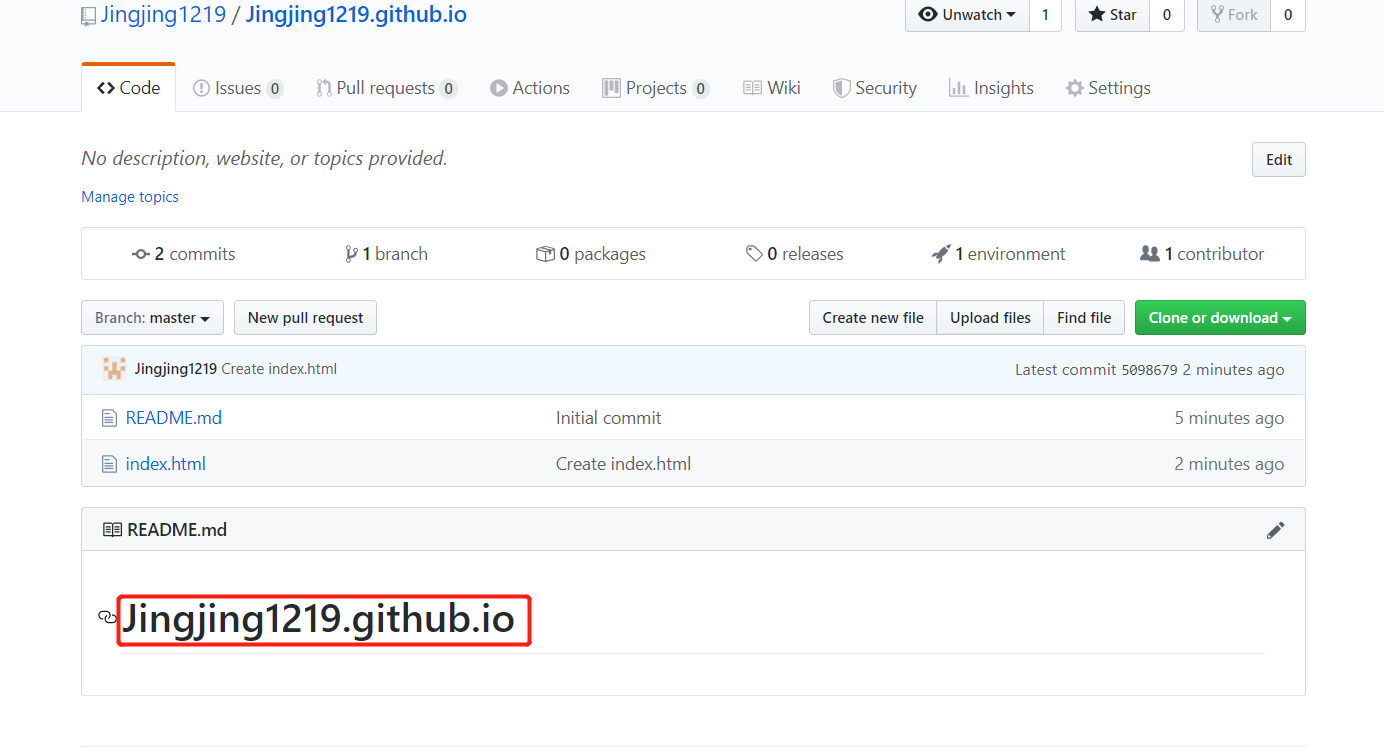 Jingjing1219 / Jingjing1219.github.io
Unwatch 1 Star 0 Fork 0
Code Issues 0 Pull requests 0 Actions Projects 0 Wiki Security Insights Settings
No description, website, or topics provided. Edit
Manage topics
2 commits 1 branch 0 packages 0 releases 1 environment 1 contributor
Branch: master New pull request Create new file Upload files Find file Clone or download
Jingjing1219 Create index.html Latest commit 5098679 2 minutes ago
README.md Initial commit 5 minutes ago
index.html Create index.html 2 minutes ago
README.md
Jingjing1219.github.io